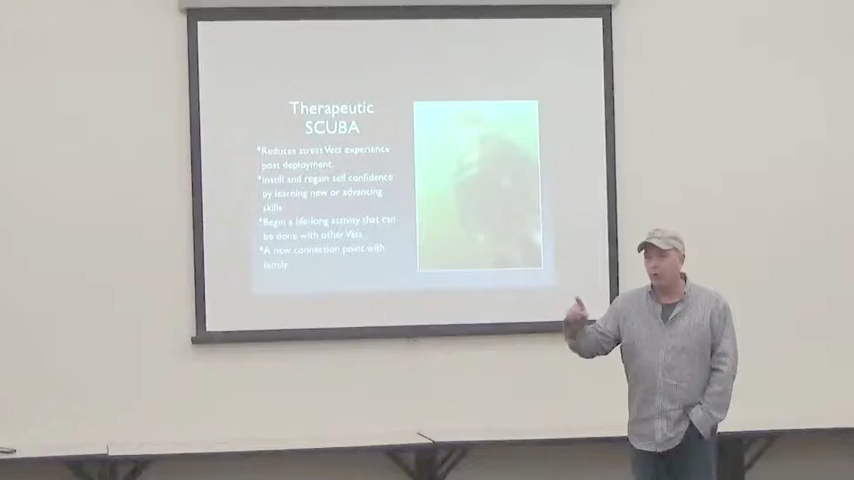 Therapeutic
SCUBA
*Reduces stress Vets experience
post deployment.
*Instill and Regain self confidence
by learning new or advancing
skills
*Begin a life-long activity that can
be done with other Vets.
*A new connection point with
family